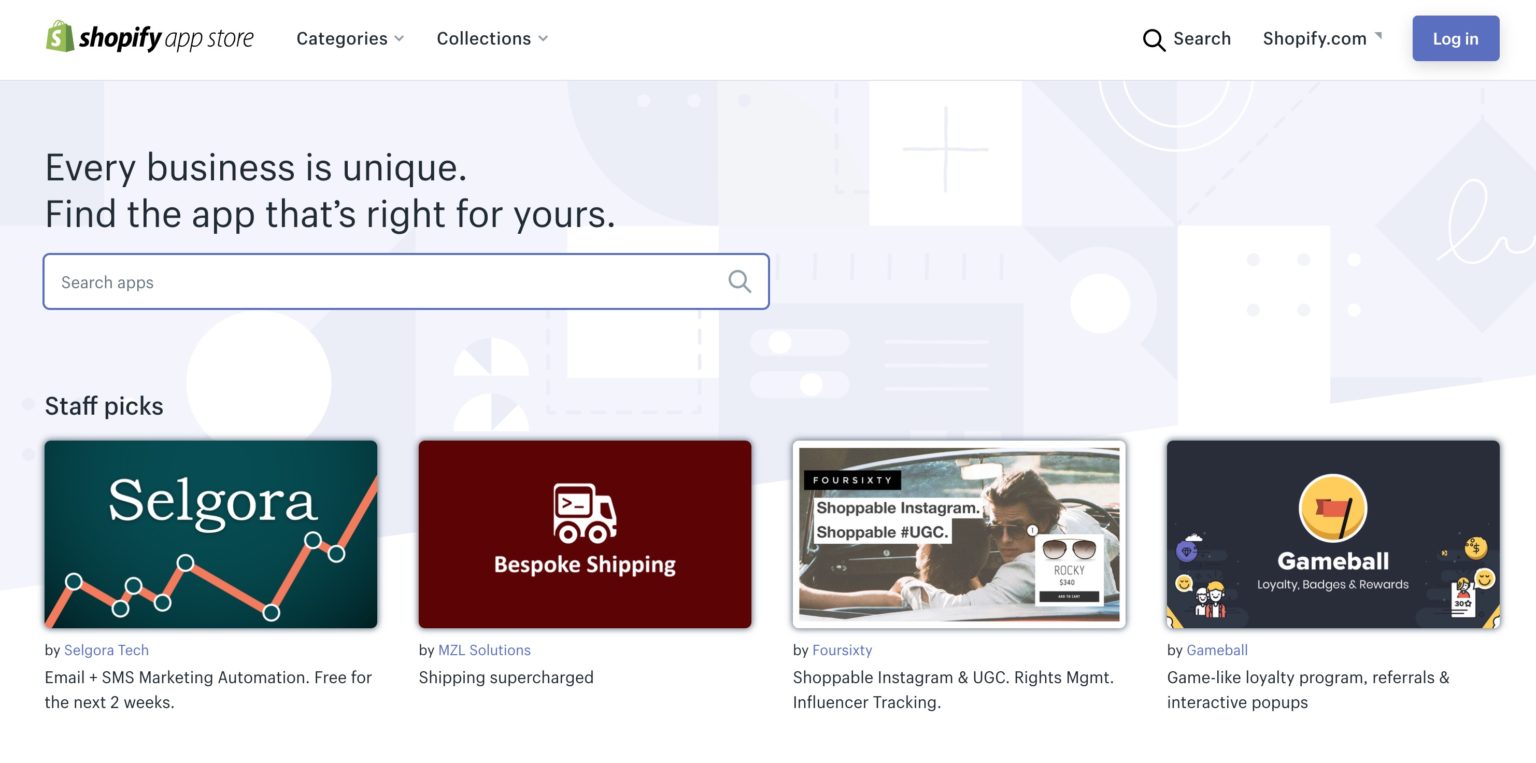 shopify app store
Categories
Collections
Search
Shopify.com
Log in
Every business is unique.
Find the app that’s right for yours.
Search apps
Staff picks
Selgora
by Selgora Tech
Email + SMS Marketing Automation. Free for
the next 2 weeks.
>_
Bespoke Shipping
by MZL Solutions
Shipping supercharged
FOURSIXTY
Shoppable Instagram.
Shoppable #UGC.
ROCKY
$340
ADD TO CART
by Foursixty
Shoppable Instagram & UGC. Rights Mgmt.
Influencer Tracking.
Gameball
Loyalty, Badges & Rewards
$
30
by Gameball
Game-like loyalty program, referrals &
interactive popups